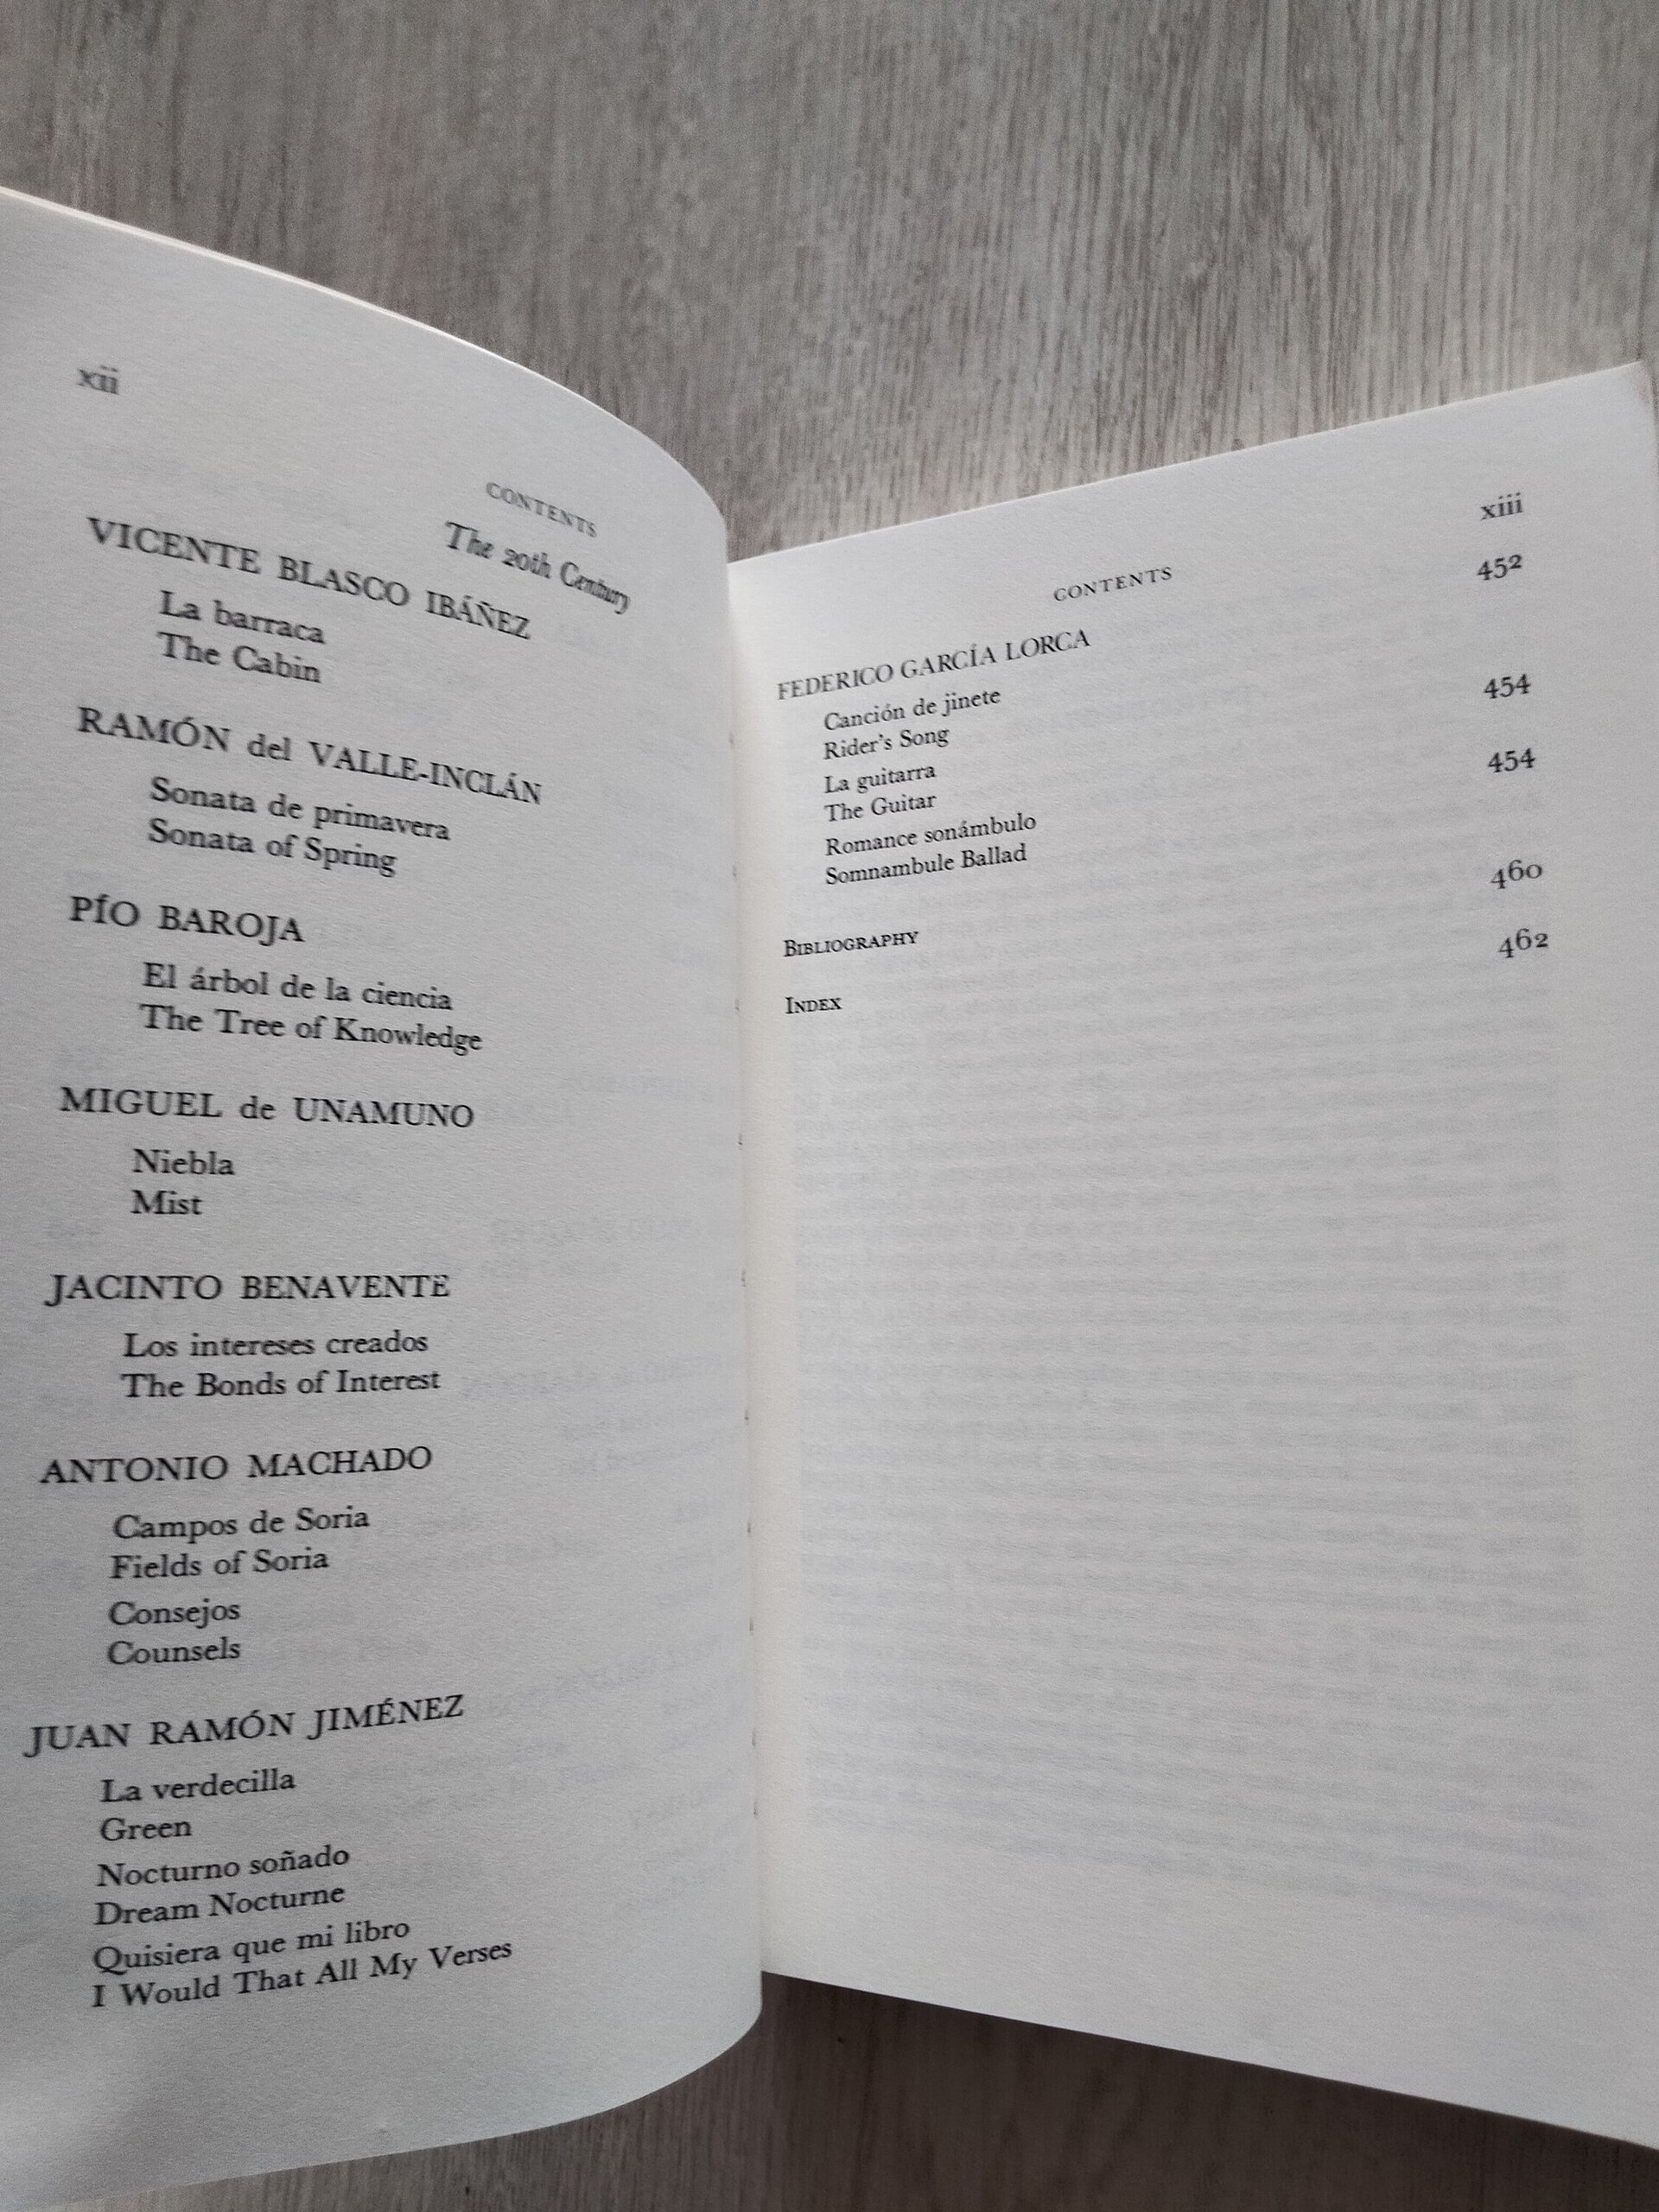 xii
CONTENTS
The 20th Century
VICENTE BLASCO IBÁÑEZ
La barraca
The Cabin
RAMÓN del VALLE-INCLÁN
Sonata de primavera
Sonata of Spring
PÍO BAROJA
El árbol de la ciencia
The Tree of Knowledge
MIGUEL de UNAMUNO
Niebla
Mist
JACINTO BENAVENTE
Los intereses creados
The Bonds of Interest
ANTONIO MACHADO
Campos de Soria
Fields of Soria
Consejos
Counsels
JUAN RAMÓN JIMÉNEZ
La verdecilla
Green
Nocturno soñado
Dream Nocturne
Quisiera que mi libro
I Would That All My Verses
CONTENTS xiii
FEDERICO GARCÍA LORCA
Canción de jinete 452
Rider's Song
La guitarra 454
The Guitar
Romance sonámbulo 454
Somnambule Ballad
BIBLIOGRAPHY 460
INDEX 462